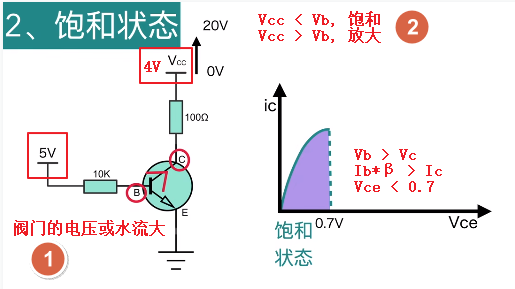 2、饱和状态
20V
Vcc < Vb, 饱和
Vcc > Vb, 放大
2
4V
Vcc
0V
100Ω
5V
10K
C
B
E
阀门的电压或水流大
1
ic
Vb > Vc
Ib*β > Ic
Vce < 0.7
0.7V
Vce
饱和
状态